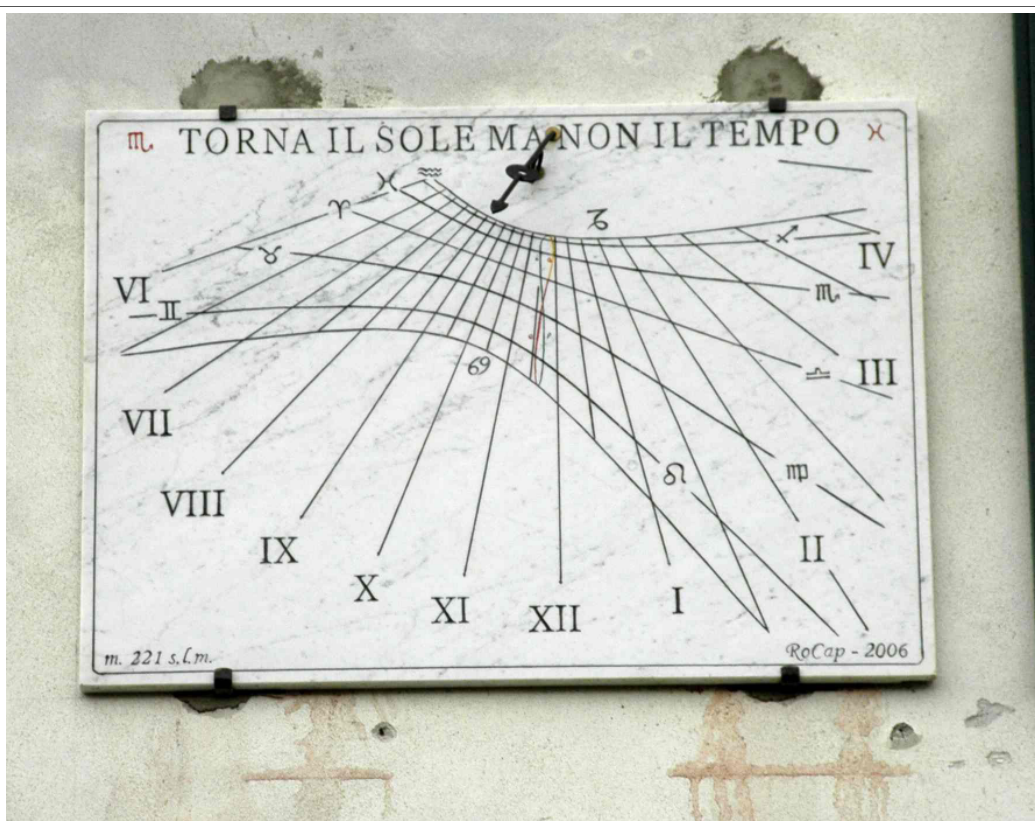 ♏ TORNA IL SOLE MA NON IL TEMPO ♓
♓ ♒
♈ ♑
♉ ♐ IV
VI ♊ ♏
♋ ♎ III
VII
♌ ♍
VIII
IX II
X XI XII I
m. 221 s.l.m. RoCap - 2006